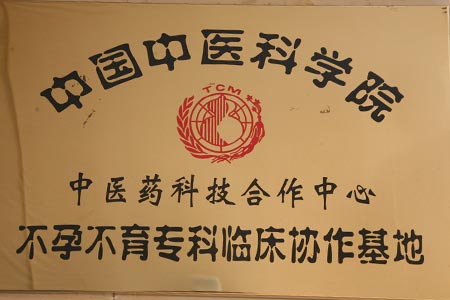 中国中医科学院
TCM
中医药科技合作中心
不孕不育专科临床协作基地